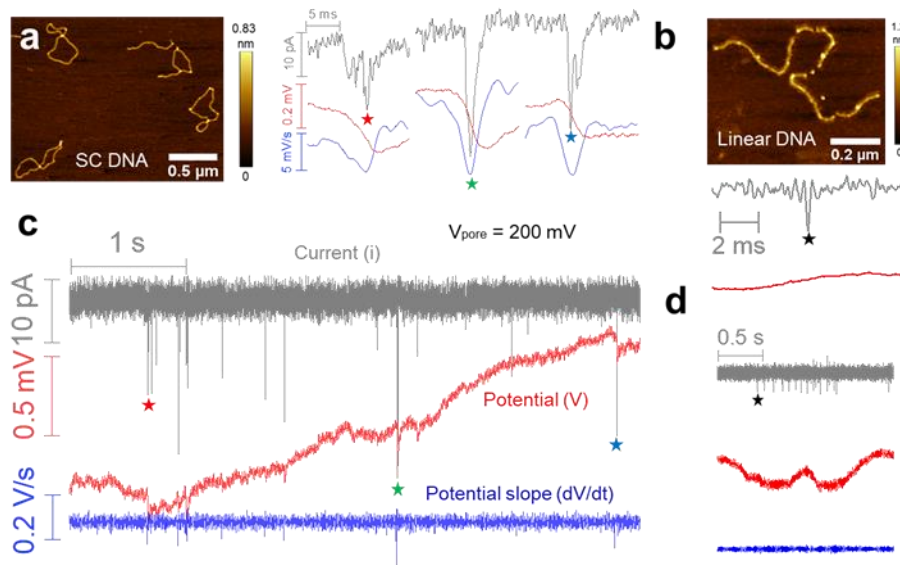 a
0.83
nm
0
SC DNA
0.5 µm
5 ms
10 pA
0.2 mV
5 mV/s
b
0
Linear DNA
0.2 µm
2 ms
c
V pore = 200 mV
1 s
Current (i)
10 pA
0.5 mV
Potential (V)
0.2 V/s
Potential slope (dV/dt)
d
0.5 s